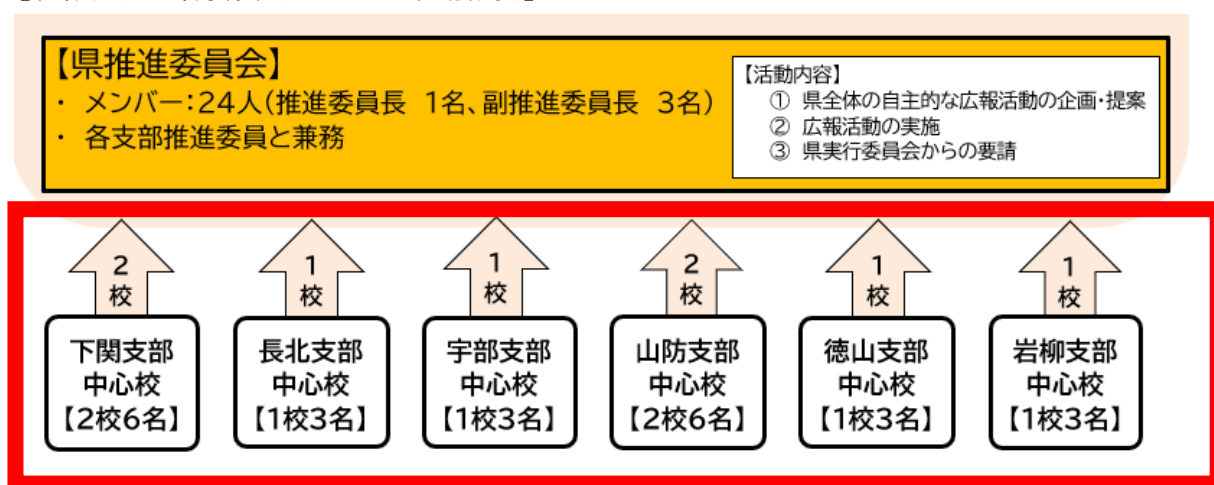 【県推進委員会】
・ メンバー：24人(推進委員長 1名、副推進委員長 3名)
・ 各支部推進委員と兼務
【活動内容】
① 県全体の自主的な広報活動の企画・提案
② 広報活動の実施
③ 県実行委員会からの要請
2
校
1
校
1
校
2
校
1
校
1
校
下関支部
中心校
【2校6名】
長北支部
中心校
【1校3名】
宇部支部
中心校
【1校3名】
山防支部
中心校
【2校6名】
徳山支部
中心校
【1校3名】
岩柳支部
中心校
【1校3名】